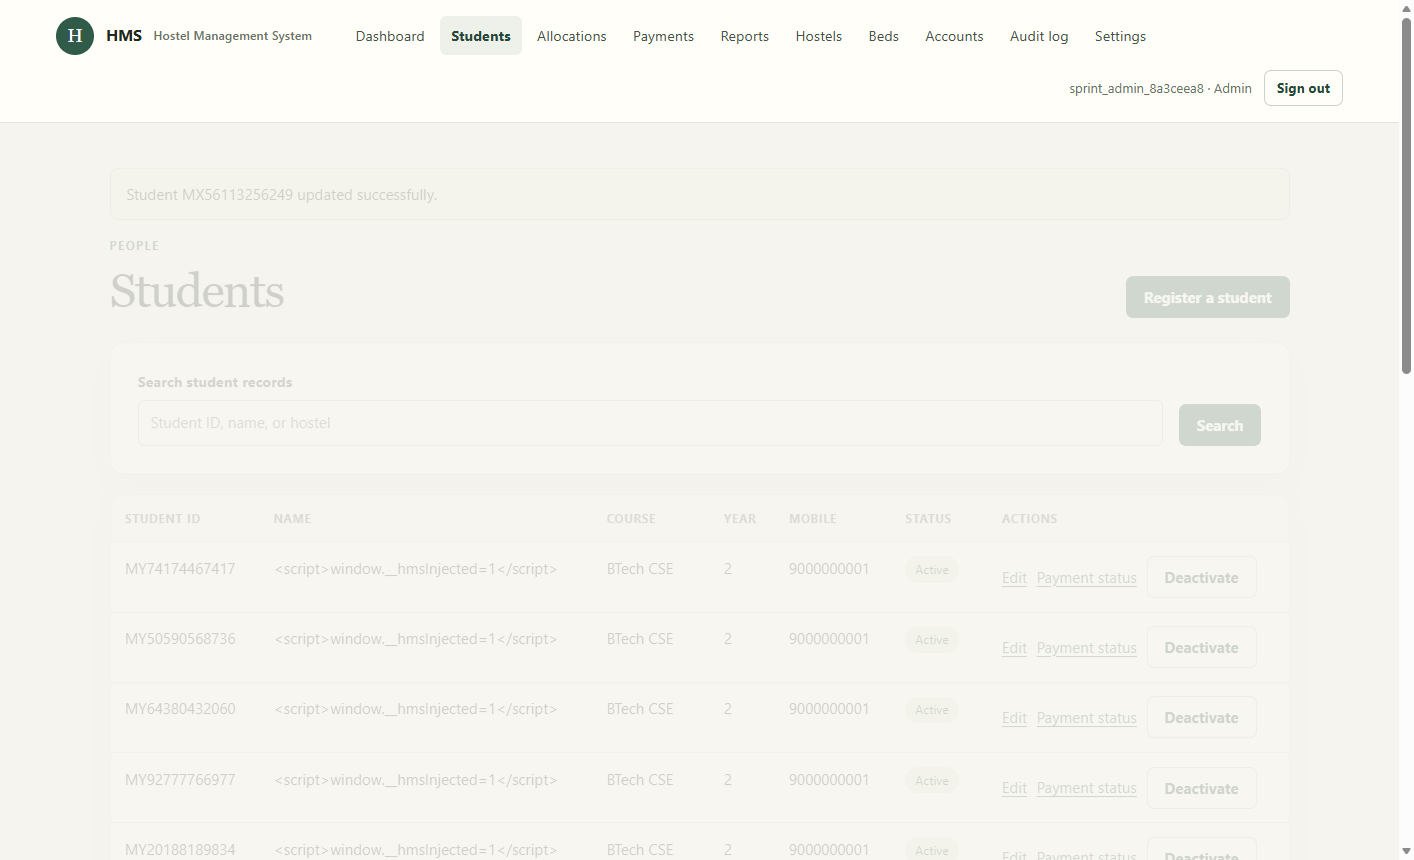 H HMS Hostel Management System Dashboard Students Allocations Payments Reports Hostels Beds Accounts Audit log Settings
sprint_admin_8a3ceea8 · Admin Sign out
Student MX56113256249 updated successfully.
PEOPLE
Students
Register a student
Search student records
Student ID, name, or hostel Search
STUDENT ID NAME COURSE YEAR MOBILE STATUS ACTIONS
MY74174467417 <script>window.__hmsInjected=1</script> BTech CSE 2 9000000001 Active Edit Payment status Deactivate
MY50590568736 <script>window.__hmsInjected=1</script> BTech CSE 2 9000000001 Active Edit Payment status Deactivate
MY64380432060 <script>window.__hmsInjected=1</script> BTech CSE 2 9000000001 Active Edit Payment status Deactivate
MY92777766977 <script>window.__hmsInjected=1</script> BTech CSE 2 9000000001 Active Edit Payment status Deactivate
MY20188189834 <script>window.__hmsInjected=1</script> BTech CSE 2 9000000001 Active Edit Payment status Deactivate